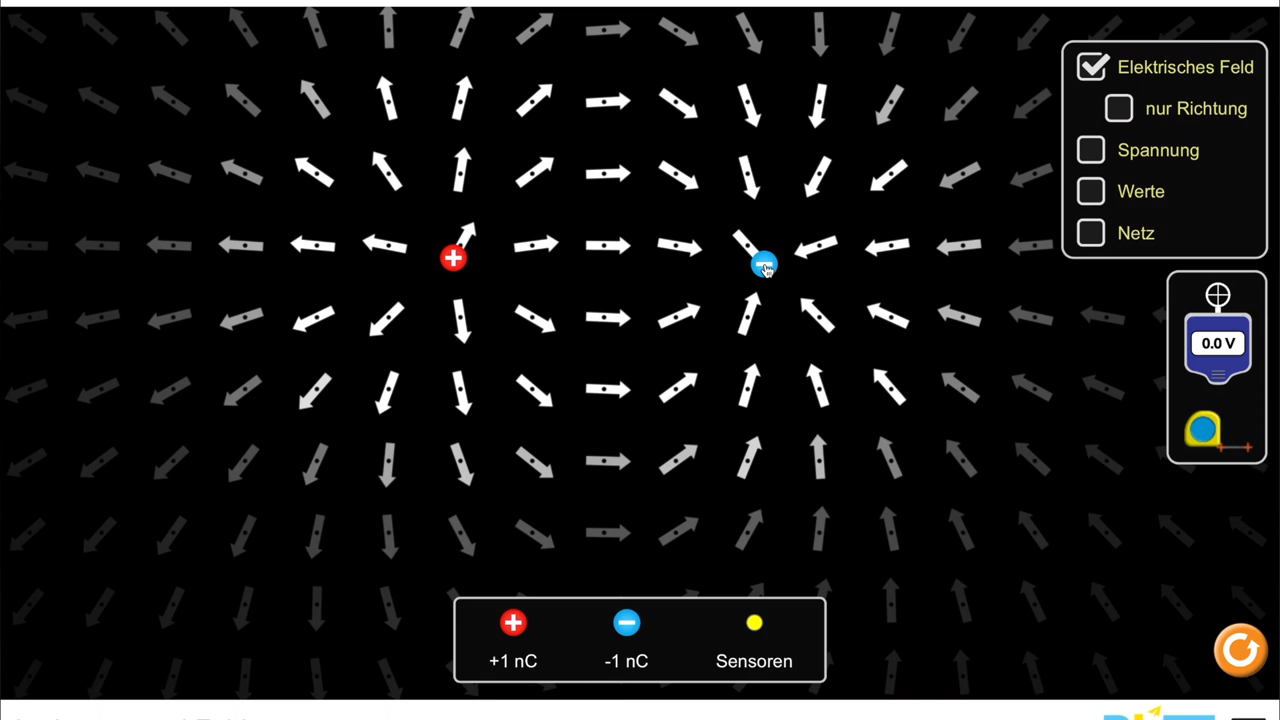 Elektrisches Feld
nur Richtung
Spannung
Werte
Netz
0.0 V
+1 nC
-1 nC
Sensoren